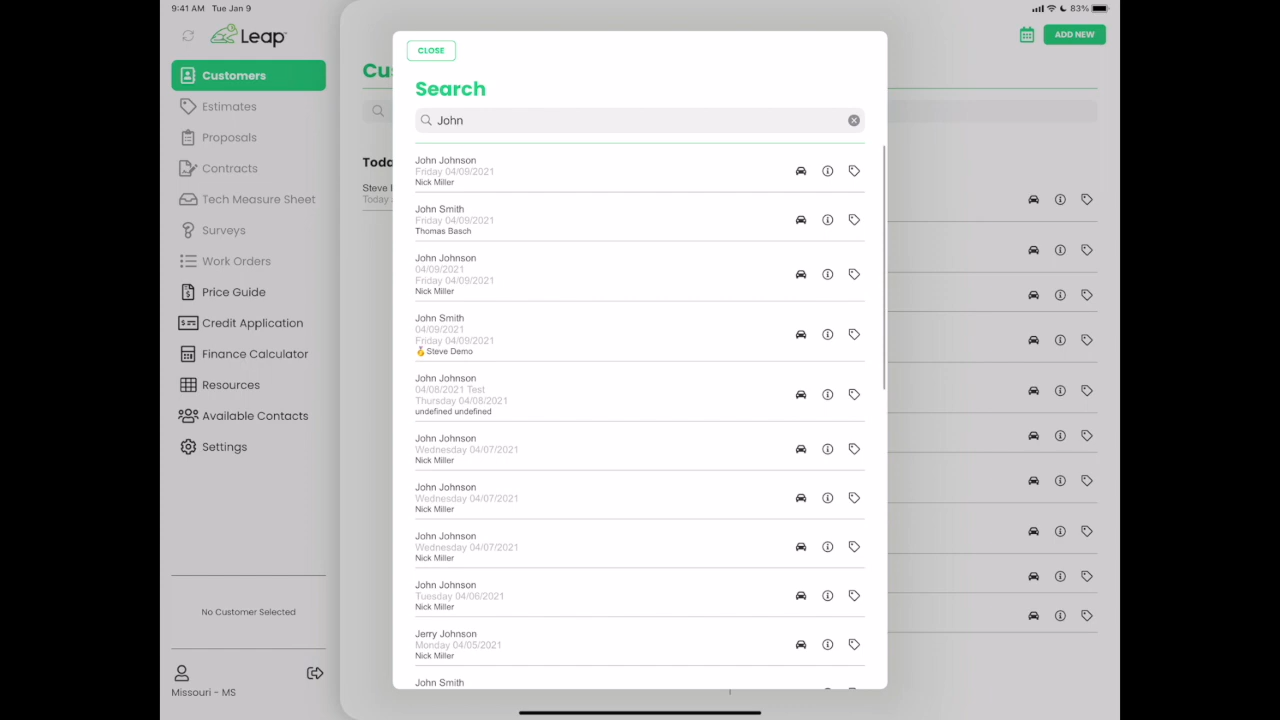 9:41 AM Tue Jan 9
83%
Leap
Customers
Estimates
Proposals
Contracts
Tech Measure Sheet
Surveys
Work Orders
Price Guide
Credit Application
Finance Calculator
Resources
Available Contacts
Settings
No Customer Selected
Missouri - MS
Cu
ADD NEW
Toda
Steve
Today
CLOSE
Search
John
John Johnson
Friday 04/09/2021
Nick Miller
John Smith
Friday 04/09/2021
Thomas Basch
John Johnson
04/09/2021
Friday 04/09/2021
Nick Miller
John Smith
04/09/2021
Friday 04/09/2021
🥇Steve Demo
John Johnson
04/08/2021 Test
Thursday 04/08/2021
undefined undefined
John Johnson
Wednesday 04/07/2021
Nick Miller
John Johnson
Wednesday 04/07/2021
Nick Miller
John Johnson
Wednesday 04/07/2021
Nick Miller
John Johnson
Tuesday 04/06/2021
Nick Miller
Jerry Johnson
Monday 04/05/2021
Nick Miller
John Smith